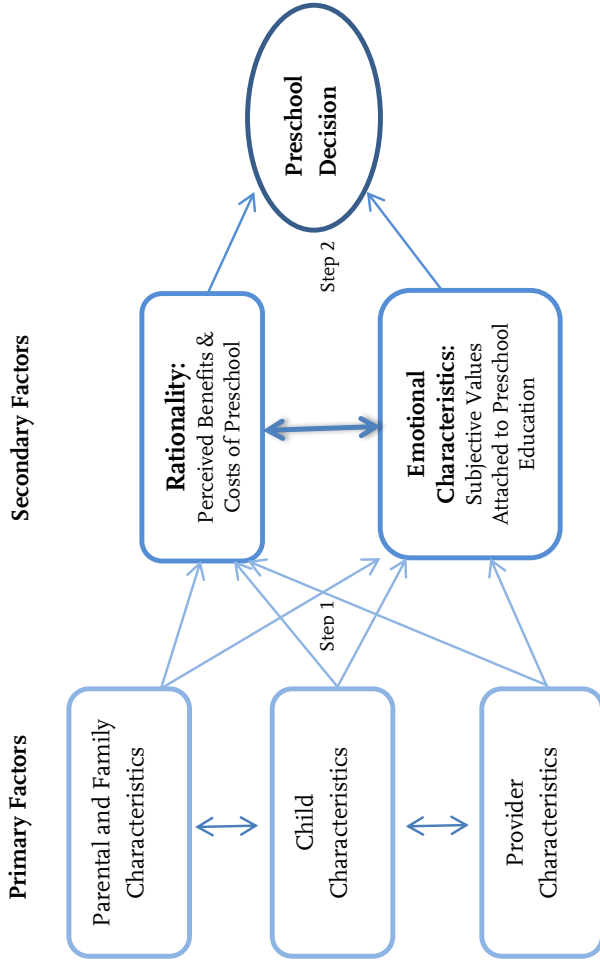 Primary Factors
Secondary Factors
Parental and Family
Characteristics
Child
Characteristics
Provider
Characteristics
Step 1
Rationality:
Perceived Benefits &
Costs of Preschool
Emotional
Characteristics:
Subjective Values
Attached to Preschool
Education
Step 2
Preschool
Decision